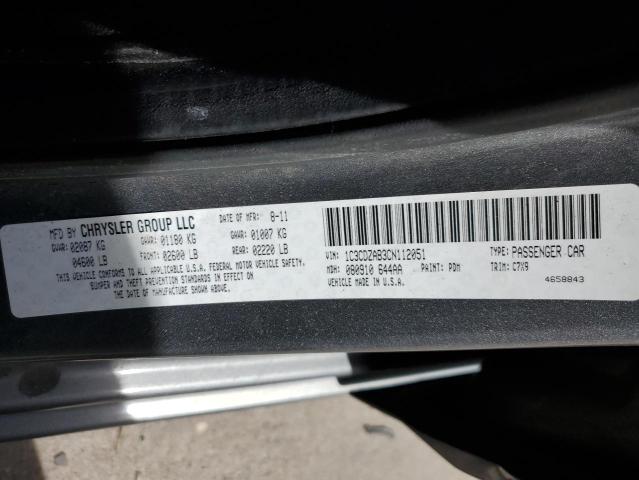 MFD BY CHRYSLER GROUP LLC DATE OF MFR: 8-11
GVWR: 02087 KG GAWR: 01180 KG GAWR: 01007 KG
04600 LB FRONT: 02600 LB REAR: 02220 LB
THIS VEHICLE CONFORMS TO ALL APPLICABLE U.S.A. FEDERAL MOTOR VEHICLE SAFETY,
BUMPER AND THEFT PREVENTION STANDARDS IN EFFECT ON
THE DATE OF MANUFACTURE SHOWN ABOVE.
VIN: 1C3CDZAB3CN112051 TYPE: PASSENGER CAR
MDH: 080910 644AA PAINT: PDM TRIM: C7X9
VEHICLE MADE IN U.S.A. 4658843